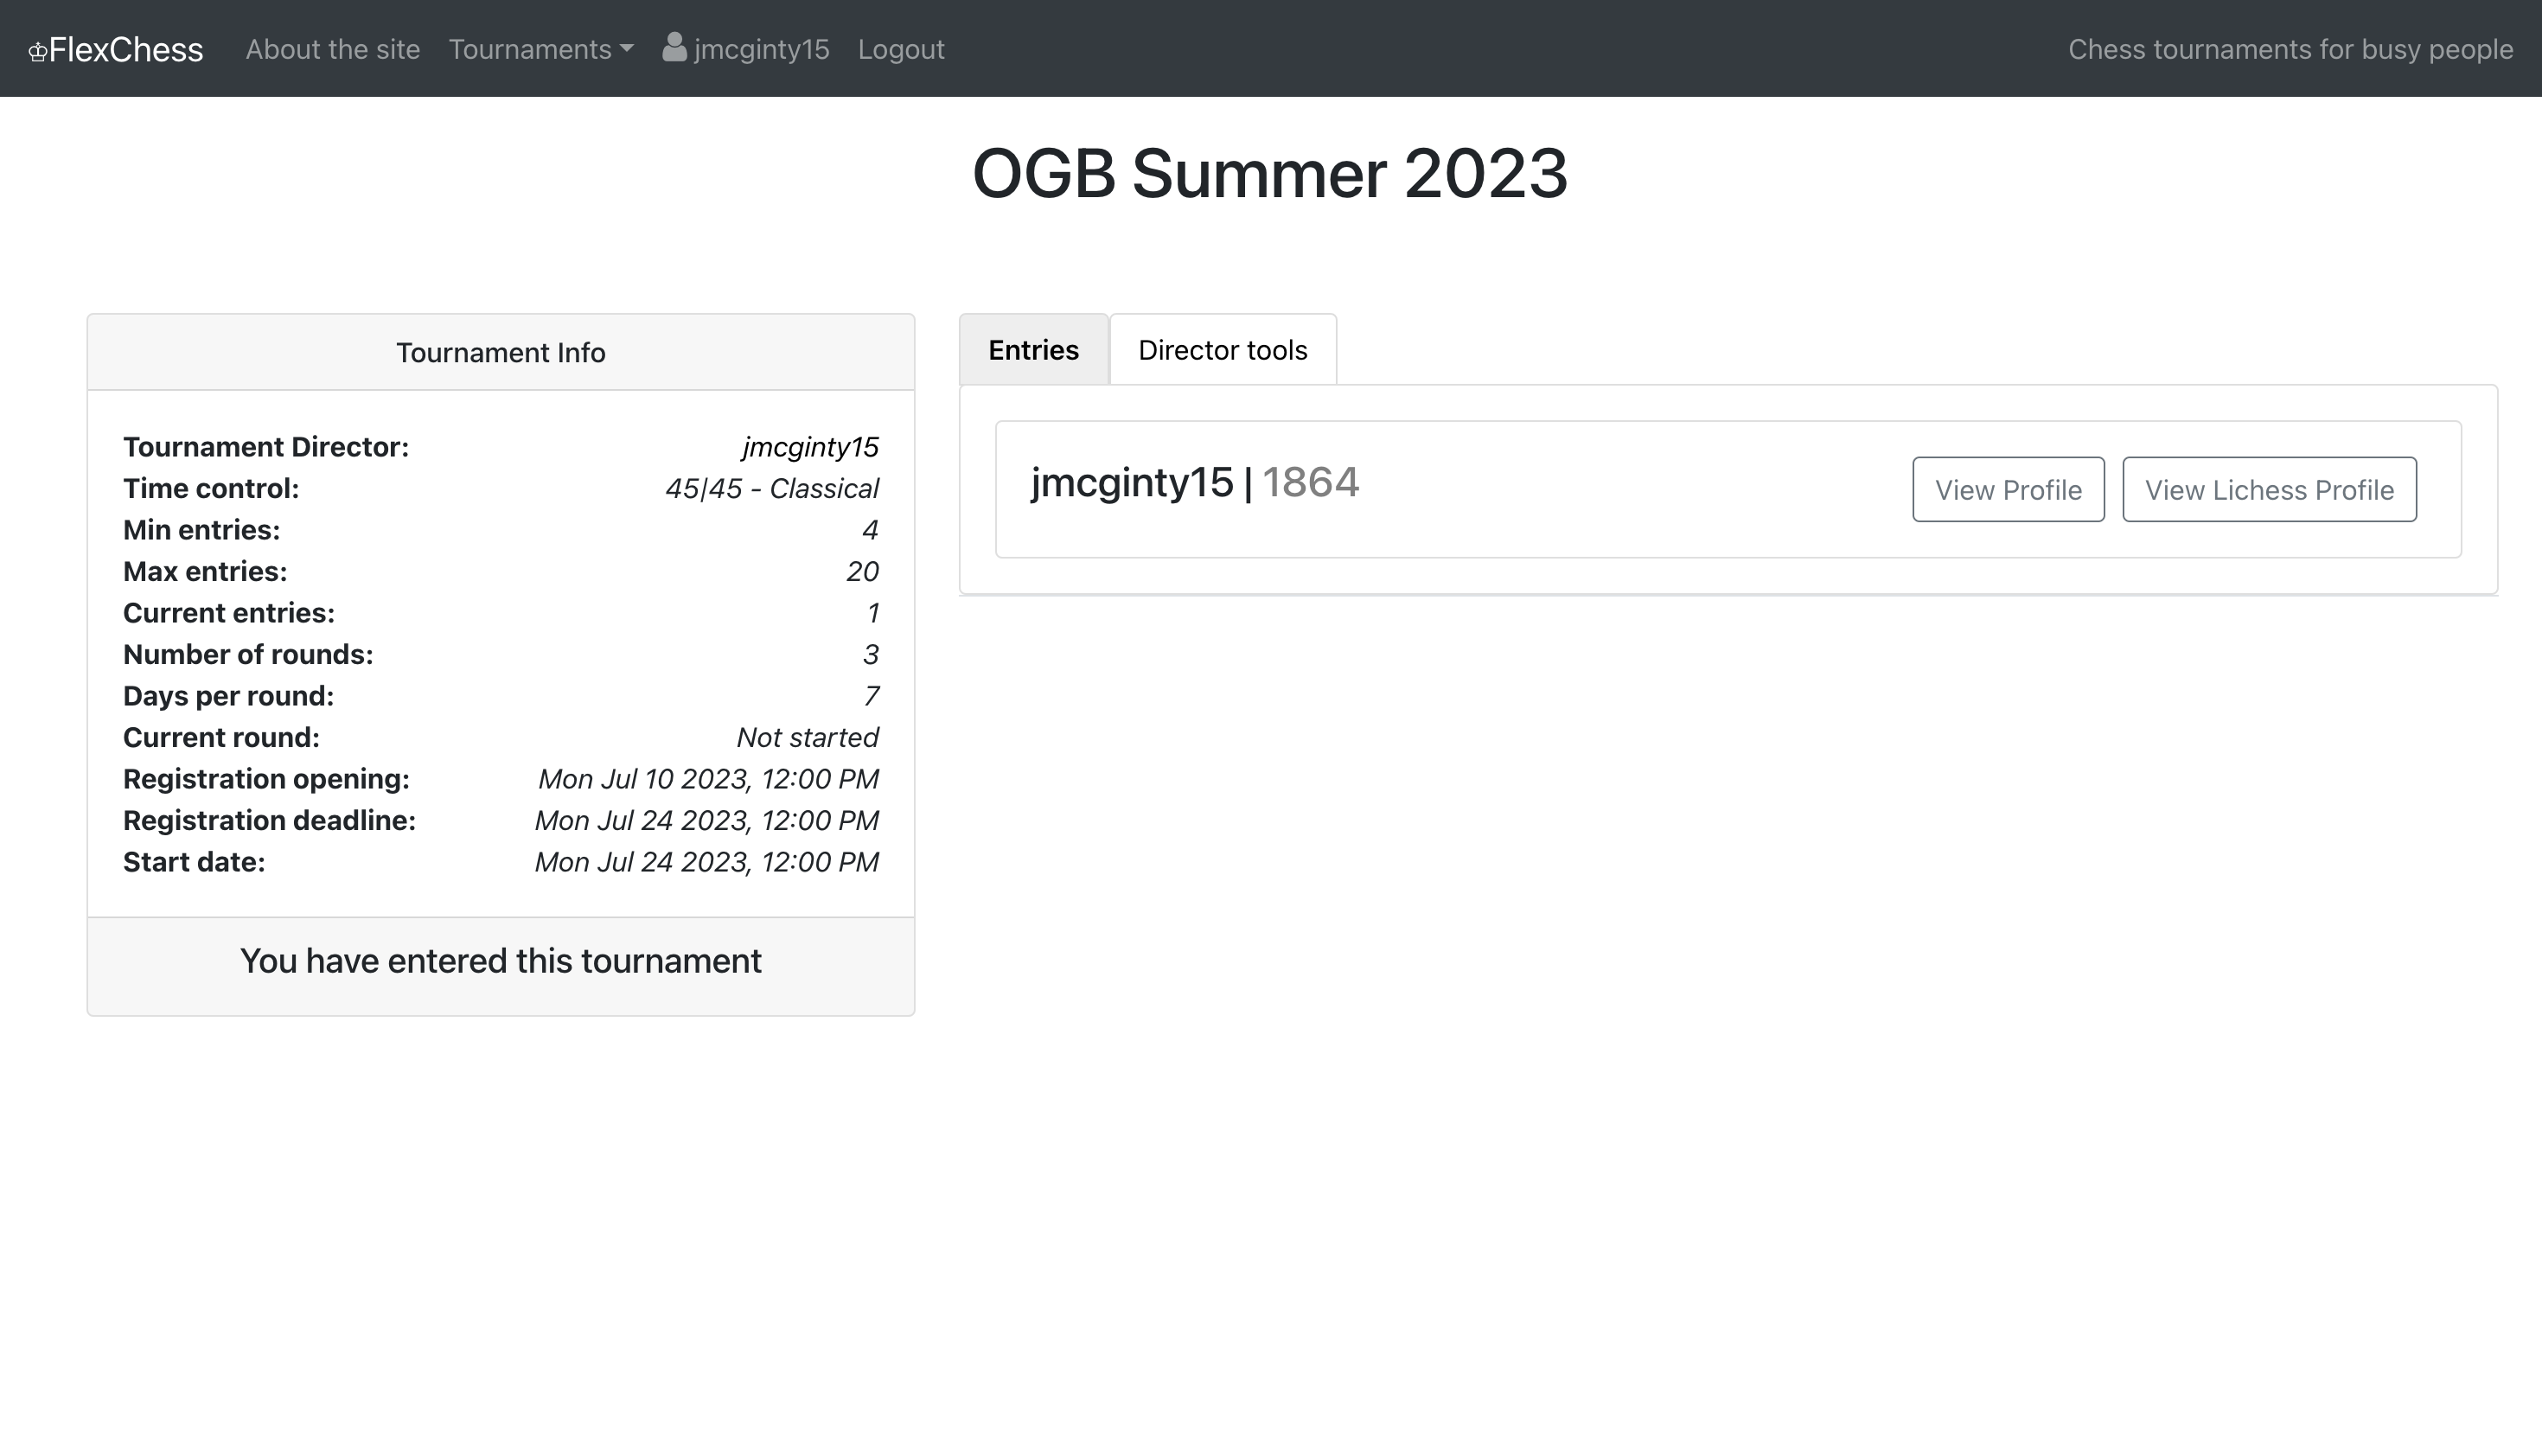 ♔FlexChess About the site Tournaments jmcginty15 Logout Chess tournaments for busy people
OGB Summer 2023
Tournament Info
Tournament Director: jmcginty15
Time control: 45|45 - Classical
Min entries: 4
Max entries: 20
Current entries: 1
Number of rounds: 3
Days per round: 7
Current round: Not started
Registration opening: Mon Jul 10 2023, 12:00 PM
Registration deadline: Mon Jul 24 2023, 12:00 PM
Start date: Mon Jul 24 2023, 12:00 PM
You have entered this tournament
Entries Director tools
jmcginty15 | 1864 View Profile View Lichess Profile